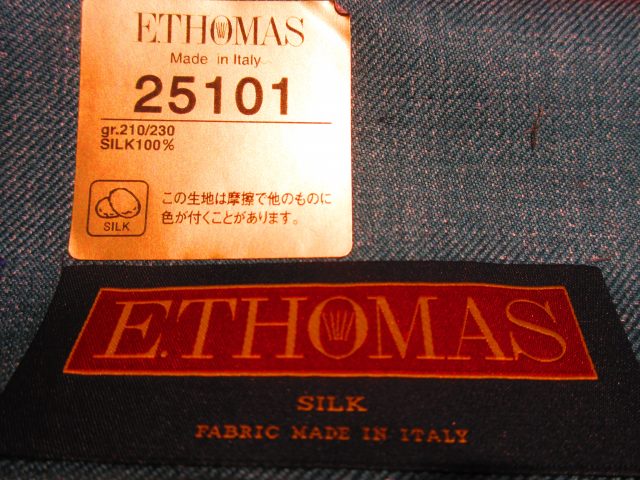 E.THOMAS
Made in Italy
25101
gr.210/230
SILK100%
SILK
この生地は摩擦で他のものに
色が付くことがあります。
E.THOMAS
SILK
FABRIC MADE IN ITALY